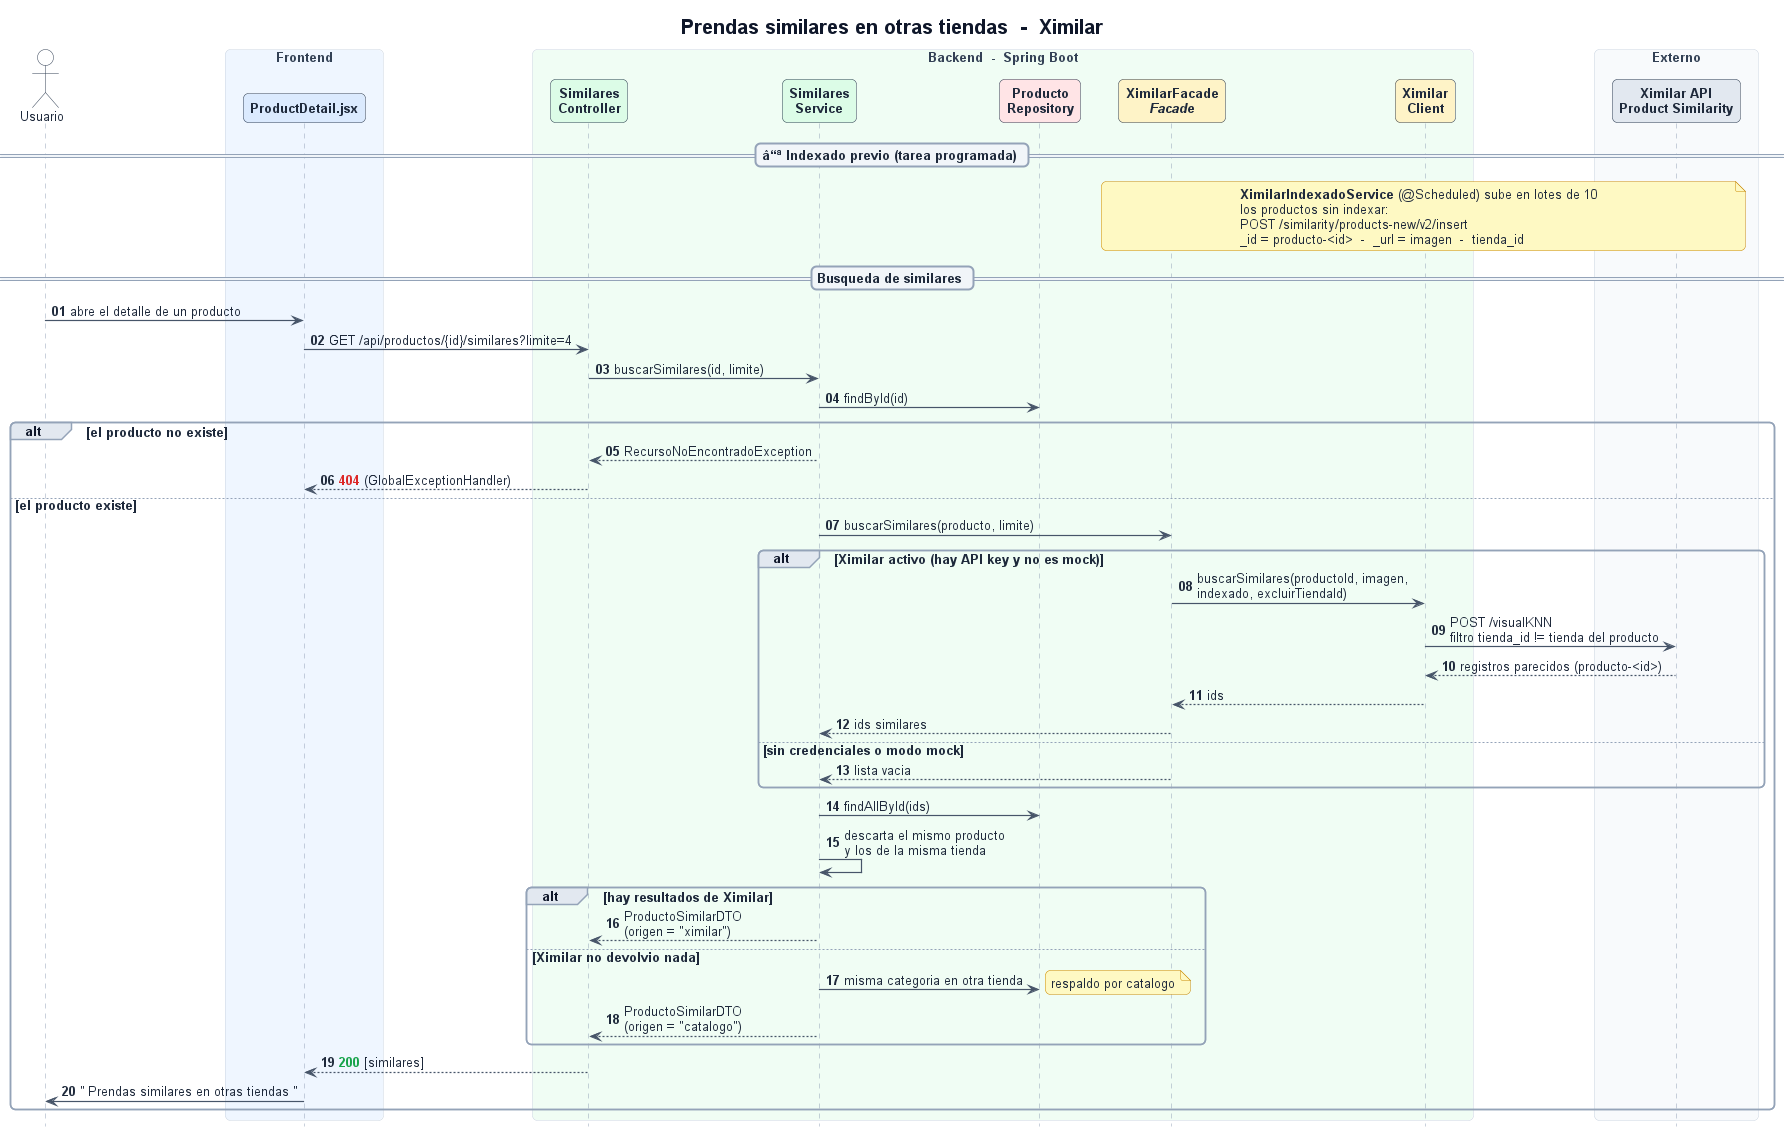 Prendas similares en otras tiendas  -  Ximilar
Frontend
Backend  -  Spring Boot
Externo
Usuario
ProductDetail.jsx
Similares
Controller
Similares
Service
Producto
Repository
XimilarFacade
Facade
Ximilar
Client
Ximilar API
Product Similarity
â“ª Indexado previo (tarea programada)
XimilarIndexadoService (@Scheduled) sube en lotes de 10
los productos sin indexar:
POST /similarity/products-new/v2/insert
_id = producto-<id>  -  _url = imagen  -  tienda_id
Busqueda de similares
01 abre el detalle de un producto
02 GET /api/productos/{id}/similares?limite=4
03 buscarSimilares(id, limite)
04 findById(id)
alt [el producto no existe]
05 RecursoNoEncontradoException
06 404 (GlobalExceptionHandler)
[el producto existe]
07 buscarSimilares(producto, limite)
alt [Ximilar activo (hay API key y no es mock)]
08 buscarSimilares(productoId, imagen,
indexado, excluirTiendaId)
09 POST /visualKNN
filtro tienda_id != tienda del producto
10 registros parecidos (producto-<id>)
11 ids
12 ids similares
[sin credenciales o modo mock]
13 lista vacia
14 findAllById(ids)
15 descarta el mismo producto
y los de la misma tienda
alt [hay resultados de Ximilar]
16 ProductoSimilarDTO
(origen = "ximilar")
[Ximilar no devolvio nada]
17 misma categoria en otra tienda
respaldo por catalogo
18 ProductoSimilarDTO
(origen = "catalogo")
19 200 [similares]
20 " Prendas similares en otras tiendas "